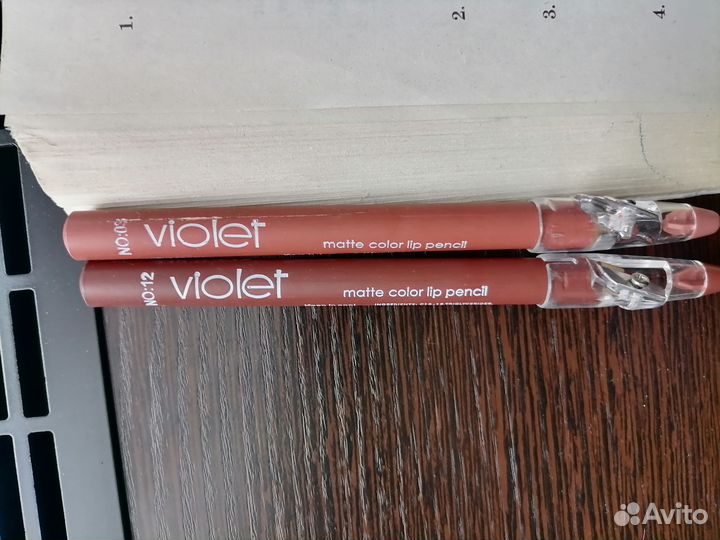 1.
2.
3.
4.
NO:03 violet matte color lip pencil
NO:12 violet matte color lip pencil
Avito